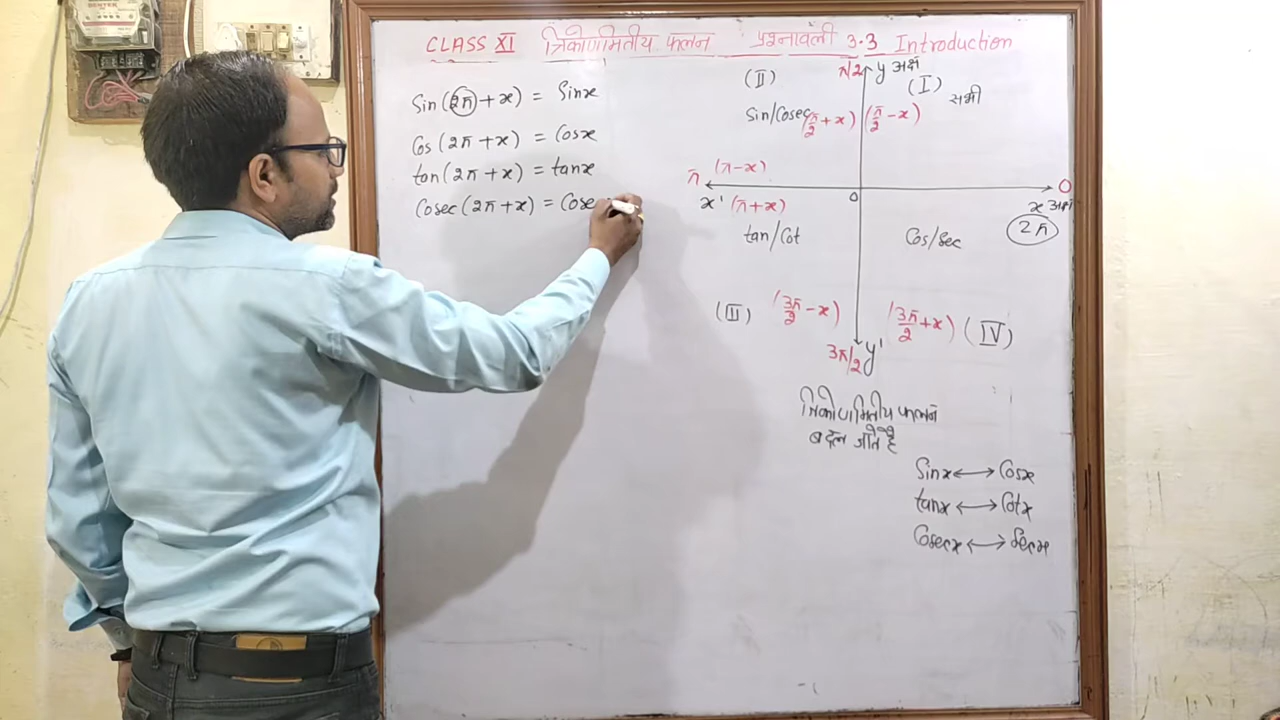 CLASS XI त्रिकोणमितीय फलन प्रश्नावली 3.3 Introduction
Sin(2π+x) = Sinx
Cos(2π+x) = Cosx
tan(2π+x) = tanx
Cosec(2π+x) = Cose
π/2 y अक्ष
(II)
(I)
सभी
Sin/Cosec
(π/2+x) (π/2-x)
π (π-x)
0
x' (π+x)
0
x अक्ष
2π
tan/Cot
Cos/Sec
(III) (3π/2-x)
(3π/2+x) (IV)
3π/2 y'
त्रिकोणमितीय फलन
बदल जाते है
Sinx⟷Cosx
tanx⟷Cotx
Cosecx⟷Secx